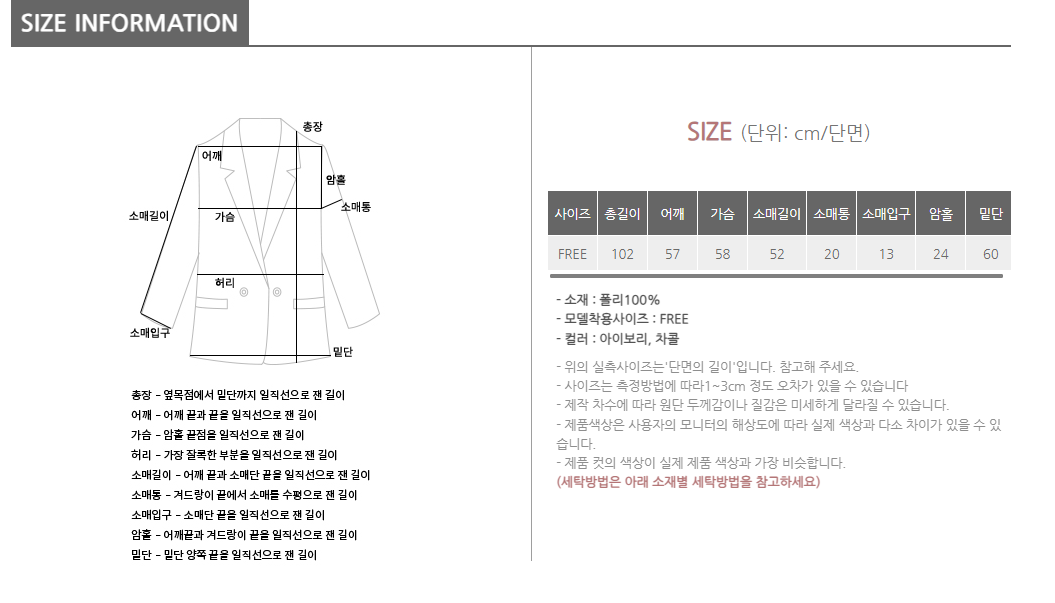 SIZE INFORMATION
총장
어깨
암홀
소매통
소매길이
가슴
허리
소매입구
밑단
총장 - 옆목점에서 밑단까지 일직선으로 잰 길이
어깨 - 어깨 끝과 끝을 일직선으로 잰 길이
가슴 - 암홀 끝점을 일직선으로 잰 길이
허리 - 가장 잘록한 부분을 일직선으로 잰 길이
소매길이 - 어깨 끝과 소매단 끝을 일직선으로 잰 길이
소매통 - 겨드랑이 끝에서 소매를 수평으로 잰 길이
소매입구 - 소매단 끝을 일직선으로 잰 길이
암홀 - 어깨끝과 겨드랑이 끝을 일직선으로 잰 길이
밑단 - 밑단 양쪽 끝을 일직선으로 잰 길이
SIZE (단위: cm/단면)
사이즈 총길이 어깨 가슴 소매길이 소매통 소매입구 암홀 밑단
FREE 102 57 58 52 20 13 24 60
- 소재 : 폴리100%
- 모델착용사이즈 : FREE
- 컬러 : 아이보리, 차콜
- 위의 실측사이즈는'단면의 길이'입니다. 참고해 주세요.
- 사이즈는 측정방법에 따라1~3cm 정도 오차가 있을 수 있습니다
- 제작 차수에 따라 원단 두께감이나 질감은 미세하게 달라질 수 있습니다.
- 제품색상은 사용자의 모니터의 해상도에 따라 실제 색상과 다소 차이가 있을 수 있
습니다.
- 제품 컷의 색상이 실제 제품 색상과 가장 비슷합니다.
(세탁방법은 아래 소재별 세탁방법을 참고하세요)